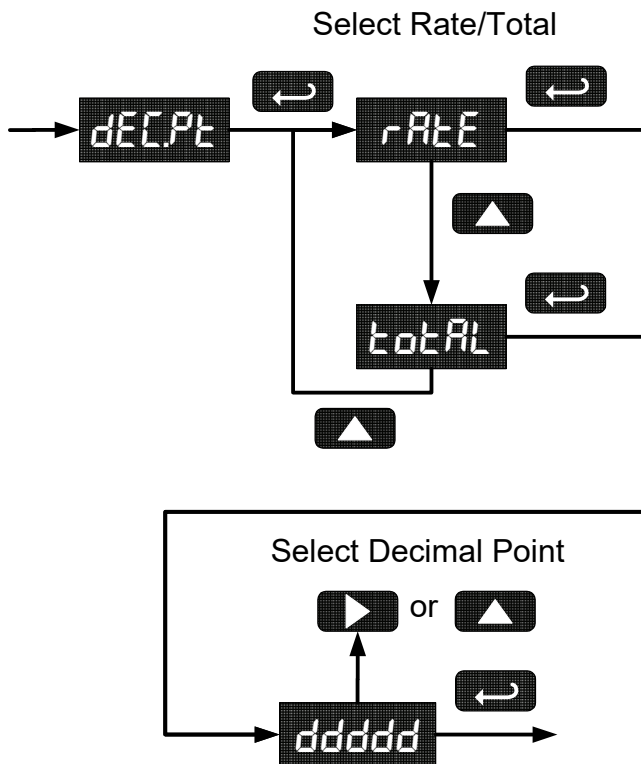 Select Rate/Total
dEC.Pt
rAtE
totAL
Select Decimal Point
or
ddddd